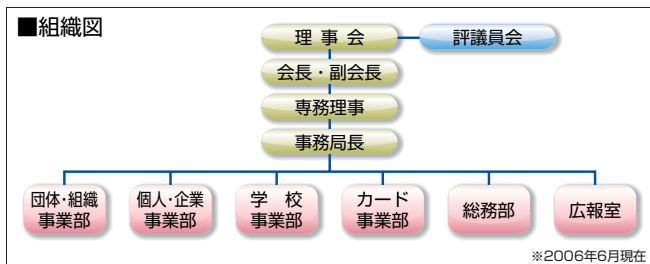 ■組織図
理事会
評議員会
会長・副会長
専務理事
事務局長
団体・組織
事業部
個人・企業
事業部
学校
事業部
カード
事業部
総務部
広報室
※2006年6月現在